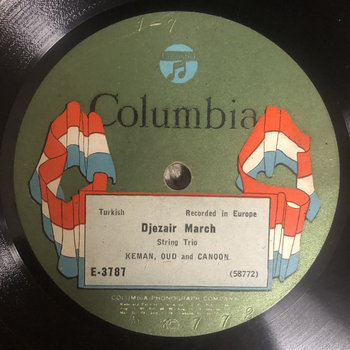 Columbia
Turkish Recorded in Europe
Djezair March
String Trio
KEMAN, OUD and CANOON
E-3787 (58772)
COLUMBIA PHONOGRAPH COMPANY